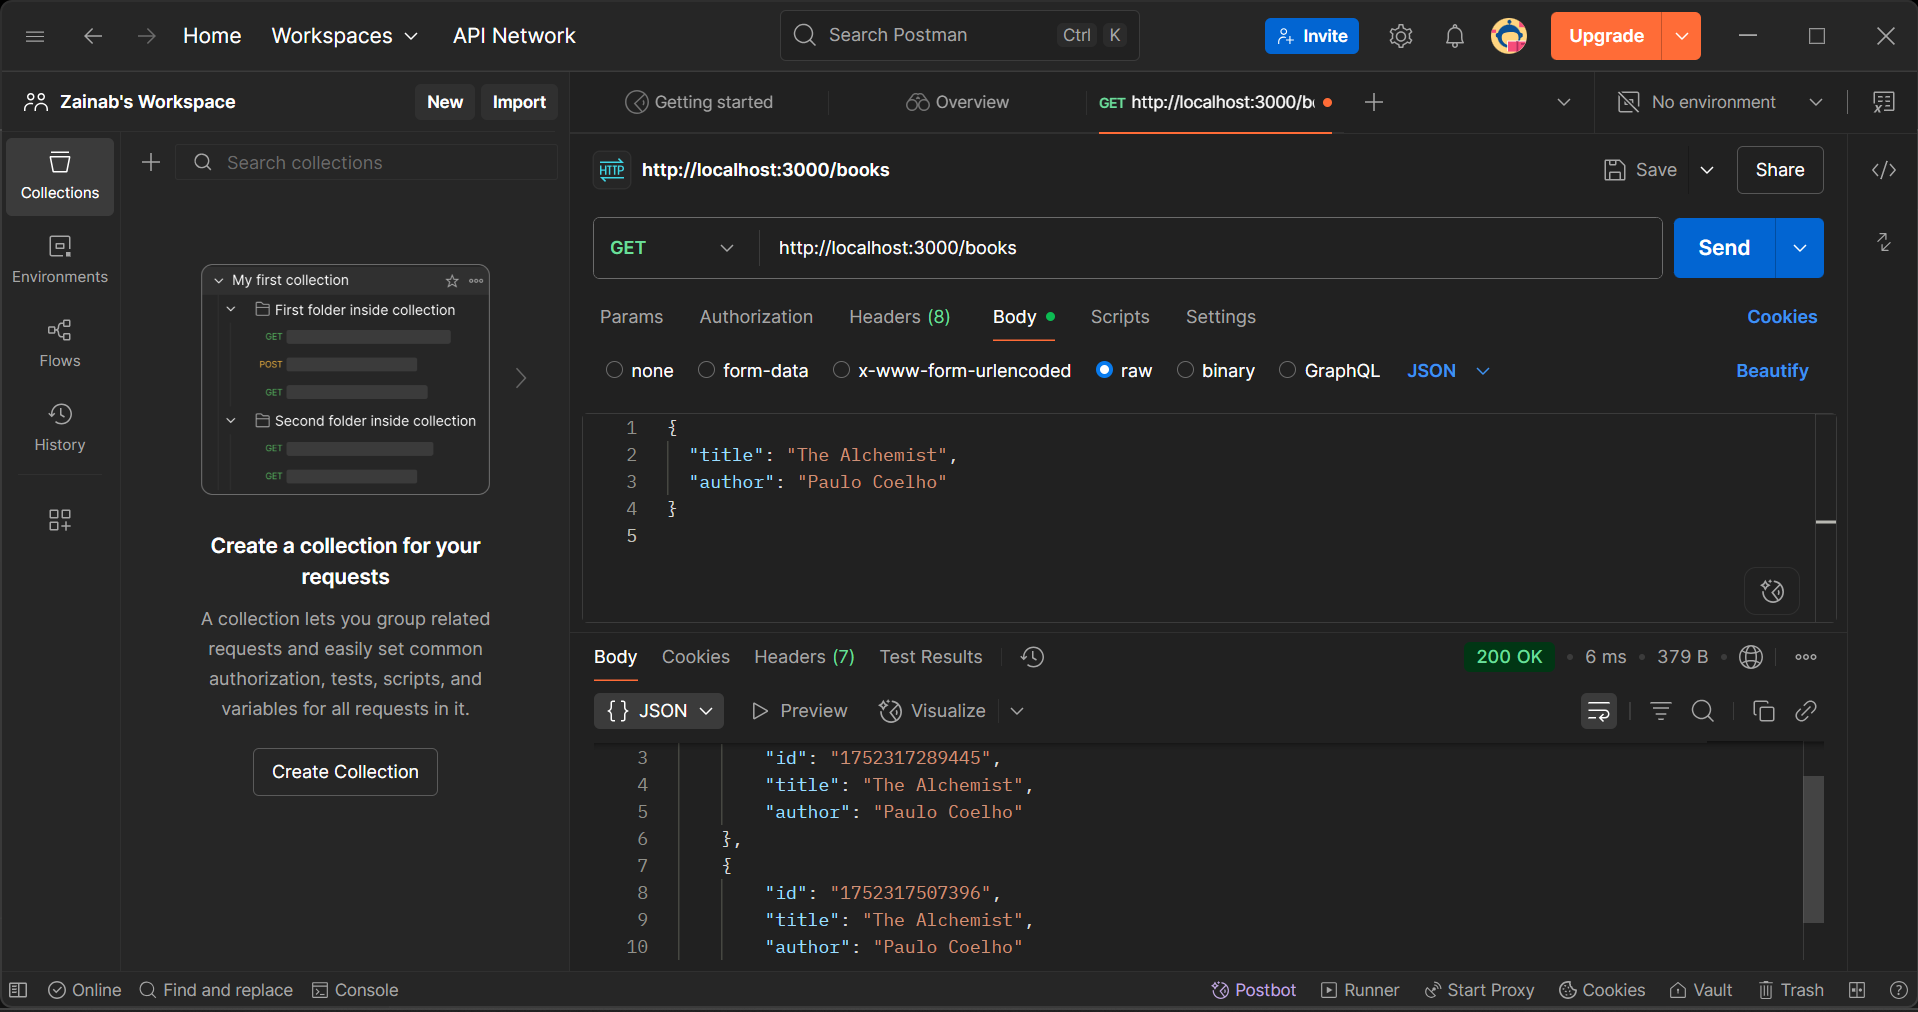 Home Workspaces API Network Search Postman Ctrl K Invite Upgrade
Zainab's Workspace New Import
Getting started Overview GET http://localhost:3000/b No environment
Collections
Environments
Flows
History
Search collections
My first collection
First folder inside collection
GET
POST
GET
Second folder inside collection
GET
GET
Create a collection for your
requests
A collection lets you group related
requests and easily set common
authorization, tests, scripts, and
variables for all requests in it.
Create Collection
HTTP http://localhost:3000/books Save Share
GET http://localhost:3000/books Send
Params Authorization Headers (8) Body Scripts Settings Cookies
none form-data x-www-form-urlencoded raw binary GraphQL JSON Beautify
1 {
2 "title": "The Alchemist",
3 "author": "Paulo Coelho"
4 }
5
Body Cookies Headers (7) Test Results 200 OK • 6 ms • 379 B •
{} JSON Preview Visualize
3 "id": "1752317289445",
4 "title": "The Alchemist",
5 "author": "Paulo Coelho"
6 },
7 {
8 "id": "1752317507396",
9 "title": "The Alchemist",
10 "author": "Paulo Coelho"
Online Find and replace Console Postbot Runner Start Proxy Cookies Vault Trash